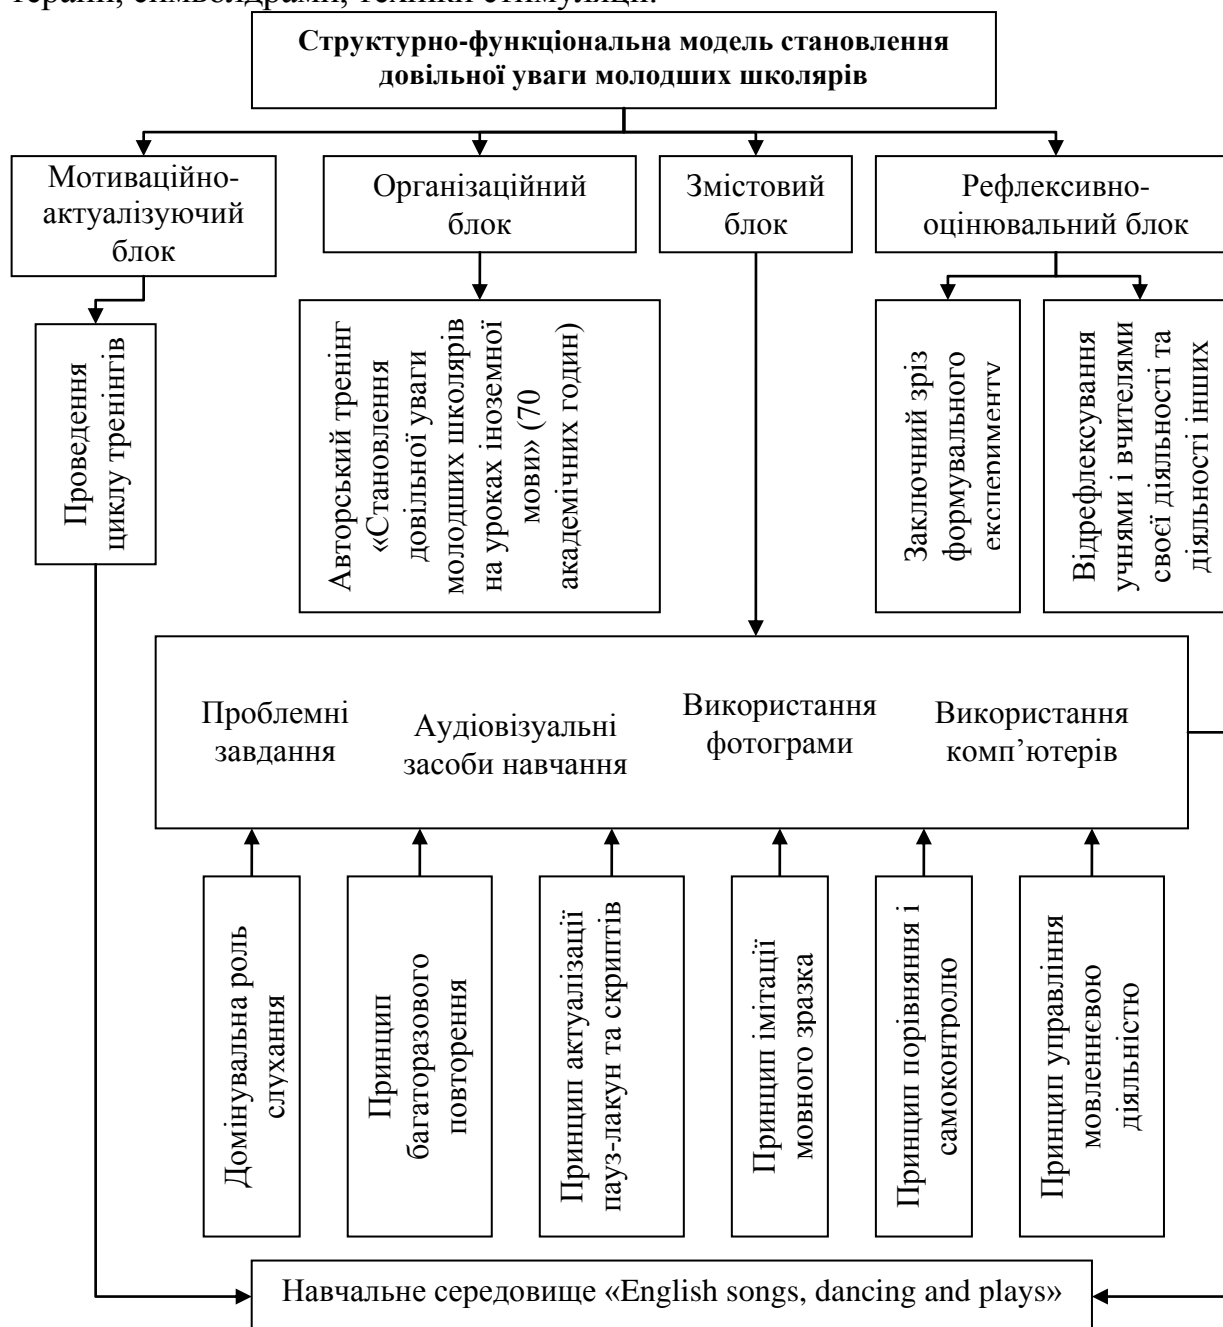 терапії, символдрами, техніки стимуляції.
Структурно-функціональна модель становлення
довільної уваги молодших школярів
Мотиваційно-
актуалізуючий
блок
Організаційний
блок
Змістовий
блок
Рефлексивно-
оцінювальний блок
Проведення
циклу тренінгів
Авторський тренінг
«Становлення
довільної уваги
молодших школярів
на уроках іноземної
мови» (70
академічних годин)
Заключний зріз
формувального
експерименту
Відрефлексування
учнями і вчителями
своєї діяльності та
діяльності інших
Проблемні
завдання
Аудіовізуальні
засоби навчання
Використання
фотограми
Використання
комп’ютерів
Домінувальна роль
слухання
Принцип
багаторазового
повторення
Принцип актуалізації
пауз-лакун та скриптів
Принцип імітації
мовного зразка
Принцип порівняння і
самоконтролю
Принцип управління
мовленнєвою
діяльністю
Навчальне середовище «English songs, dancing and plays»